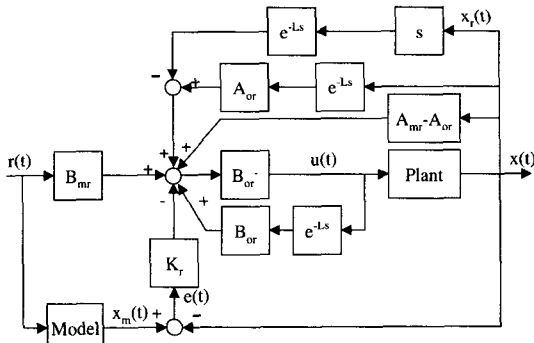 x_r(t)
e^-Ls
s
−
+
A_or
e^-Ls
A_mr-A_or
+
+
r(t)
B_mr
+
B_or^-
u(t)
Plant
x(t)
-
+
B_or
e^-Ls
K_r
e(t)
Model
x_m(t)
+
−